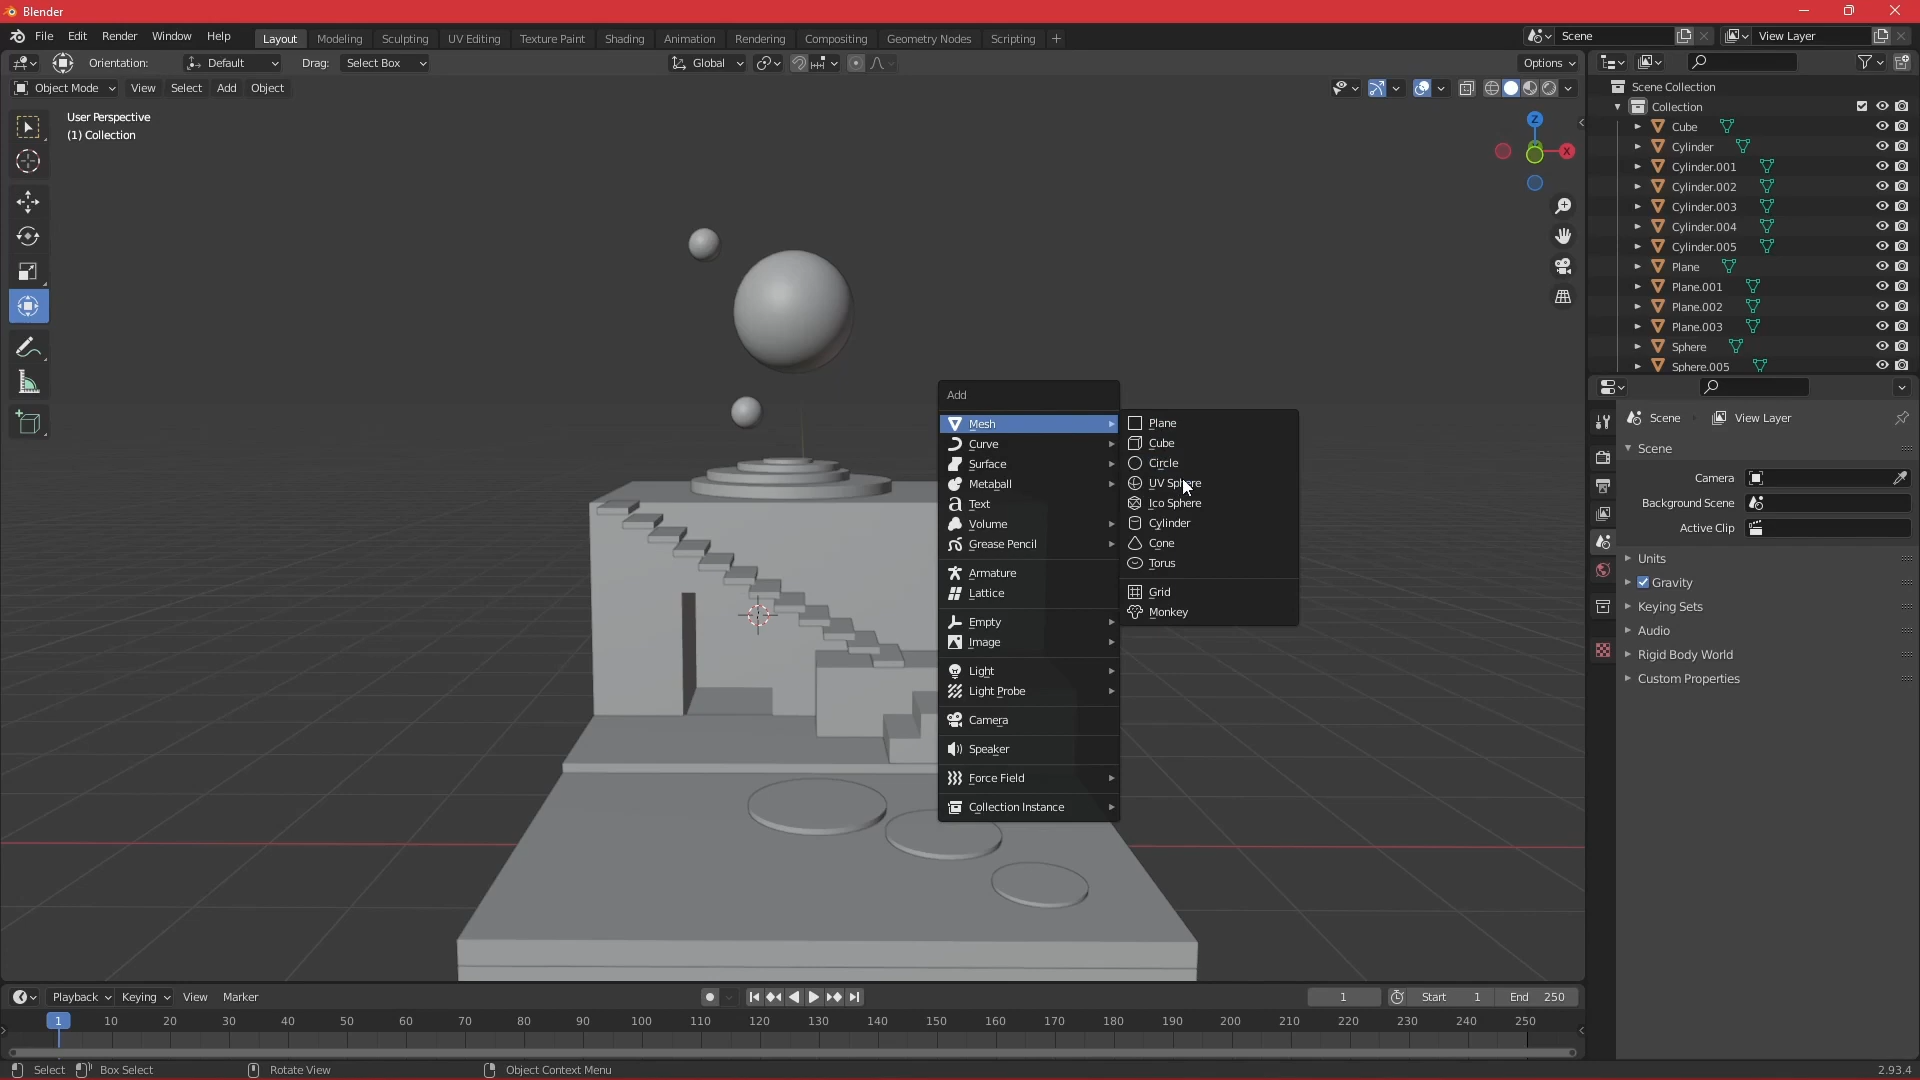 Blender
File Edit Render Window Help Layout Modeling Sculpting UV Editing Texture Paint Shading Animation Rendering Compositing Geometry Nodes Scripting + Scene View Layer
Orientation: Default Drag: Select Box Global Options
Object Mode View Select Add Object
User Perspective
(1) Collection
Z
X
Scene Collection
Collection
Cube
Cylinder
Cylinder.001
Cylinder.002
Cylinder.003
Cylinder.004
Cylinder.005
Plane
Plane.001
Plane.002
Plane.003
Sphere
Sphere.005
Add
Mesh
Curve
Surface
Metaball
Text
Volume
Grease Pencil
Armature
Lattice
Empty
Image
Light
Light Probe
Camera
Speaker
Force Field
Collection Instance
Plane
Cube
Circle
UV Sphere
Ico Sphere
Cylinder
Cone
Torus
Grid
Monkey
Scene View Layer
Scene
Camera
Background Scene
Active Clip
Units
Gravity
Keying Sets
Audio
Rigid Body World
Custom Properties
Playback Keying View Marker 1 Start 1 End 250
1 10 20 30 40 50 60 70 80 90 100 110 120 130 140 150 160 170 180 190 200 210 220 230 240 250
Select Box Select Rotate View Object Context Menu 2.93.4